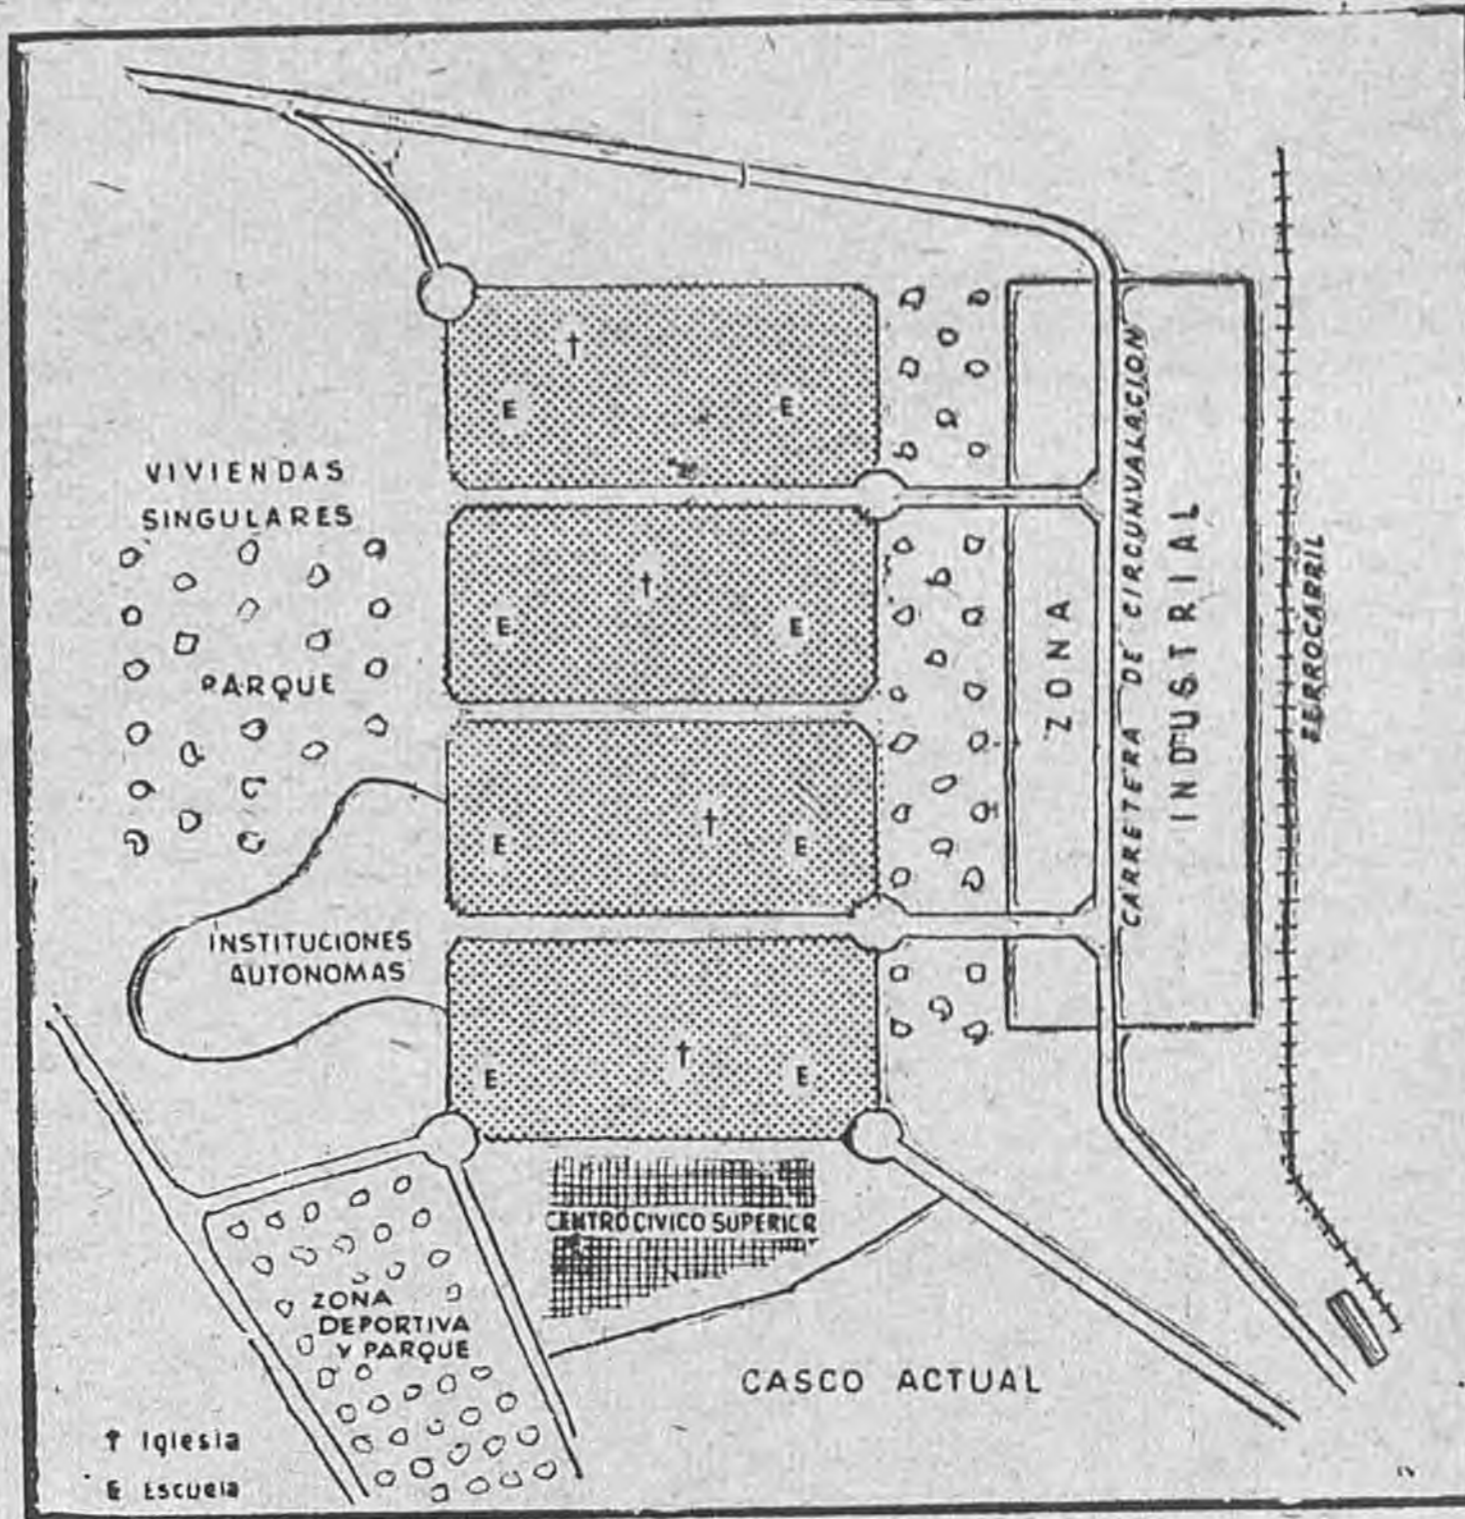 †
E
E
VIVIENDAS
SINGULARES
†
E
E
PARQUE
ZONA
CARRETERA DE CIRCUNVALACION
INDUSTRIAL
FERROCARRIL
†
E
E
INSTITUCIONES
AUTONOMAS
†
E
E
CENTRO CIVICO SUPERIOR
ZONA
DEPORTIVA
Y PARQUE
CASCO ACTUAL
† Iglesia
E Escuela